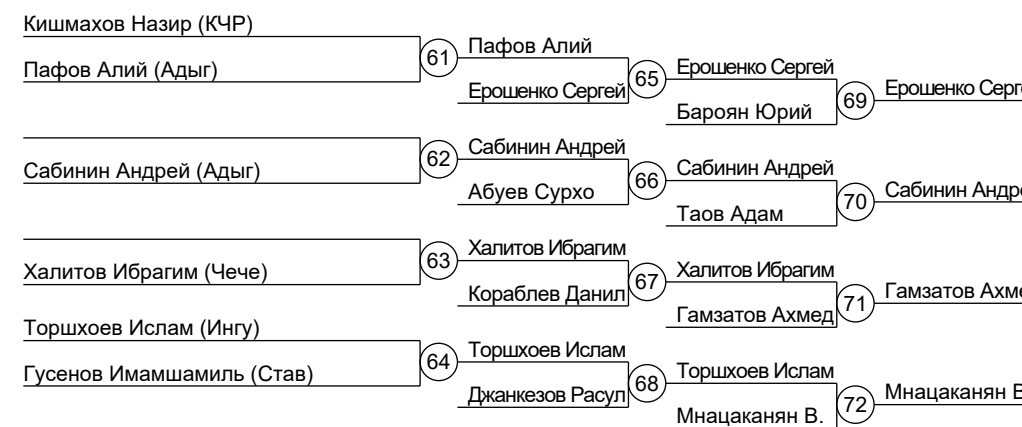 Кишмахов Назир (КЧР)
Пафов Алий (Адыг)
61
Пафов Алий
Ерошенко Сергей
65
Ерошенко Сергей
Бароян Юрий
69
Ерошенко Серг
Сабинин Андрей (Адыг)
62
Сабинин Андрей
Абуев Сурхо
66
Сабинин Андрей
Таов Адам
70
Сабинин Андр
Халитов Ибрагим (Чече)
63
Халитов Ибрагим
Кораблев Данил
67
Халитов Ибрагим
Гамзатов Ахмед
71
Гамзатов Ахме
Торшхоев Ислам (Ингу)
Гусенов Имамшамиль (Став)
64
Торшхоев Ислам
Джанкезов Расул
68
Торшхоев Ислам
Мнацаканян В.
72
Мнацаканян В